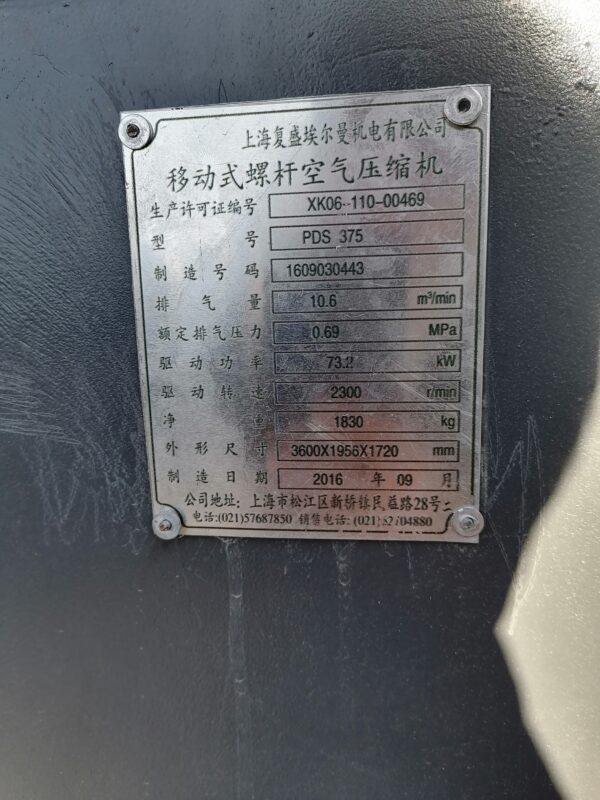 上海复盛埃尔曼机电有限公司
移动式螺杆空气压缩机
生产许可证编号 XK06-110-00469
型 号 PDS 375
制 造 号 码 1609030443
排 气 量 10.6 m³/min
额定排气压力 0.69 MPa
驱 动 功 率 73.2 kW
驱 动 转 速 2300 r/min
净 重 1830 kg
外 形 尺 寸 3600X1956X1720 mm
制 造 日 期 2016 年 09 月
公司地址: 上海市松江区新桥镇民益路28号
电话:(021)57687850 销售电话: (021)62704880